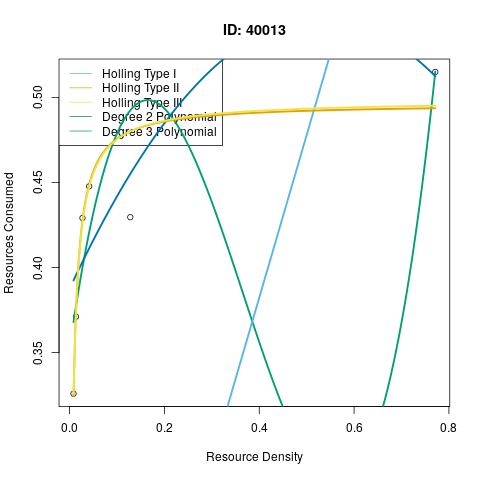 ID: 40013
Holling Type I
Holling Type II
Holling Type III
Degree 2 Polynomial
Degree 3 Polynomial
Resources Consumed
0.50
0.45
0.40
0.35
0.0 0.2 0.4 0.6 0.8
Resource Density